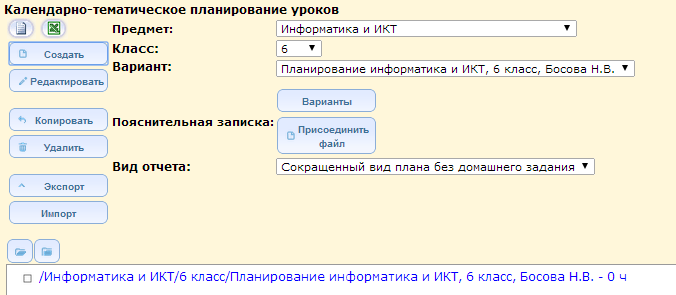 Календарно-тематическое планирование уроков
Предмет: Информатика и ИКТ
Создать
Класс: 6
Вариант: Планирование информатика и ИКТ, 6 класс, Босова Н.В.
Редактировать
Варианты
Копировать
Пояснительная записка: Присоединить
файл
Удалить
Вид отчета: Сокращенный вид плана без домашнего задания
Экспорт
Импорт
/Информатика и ИКТ/6 класс/Планирование информатика и ИКТ, 6 класс, Босова Н.В. - 0 ч